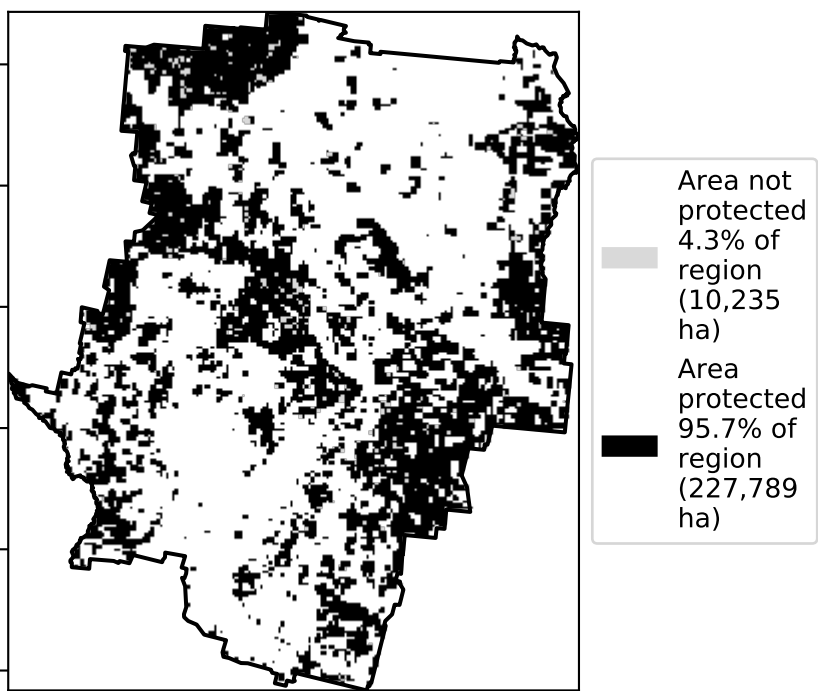 Area not
protected
4.3% of
region
(10,235
ha)
Area
protected
95.7% of
region
(227,789
ha)